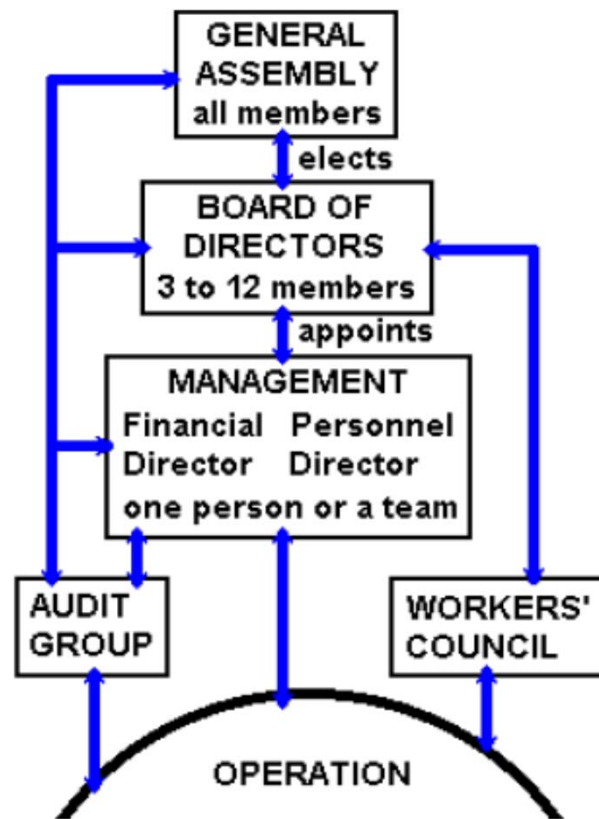 GENERAL
ASSEMBLY
all members
elects
BOARD OF
DIRECTORS
3 to 12 members
appoints
MANAGEMENT
Financial Personnel
Director Director
one person or a team
AUDIT
GROUP
WORKERS'
COUNCIL
OPERATION